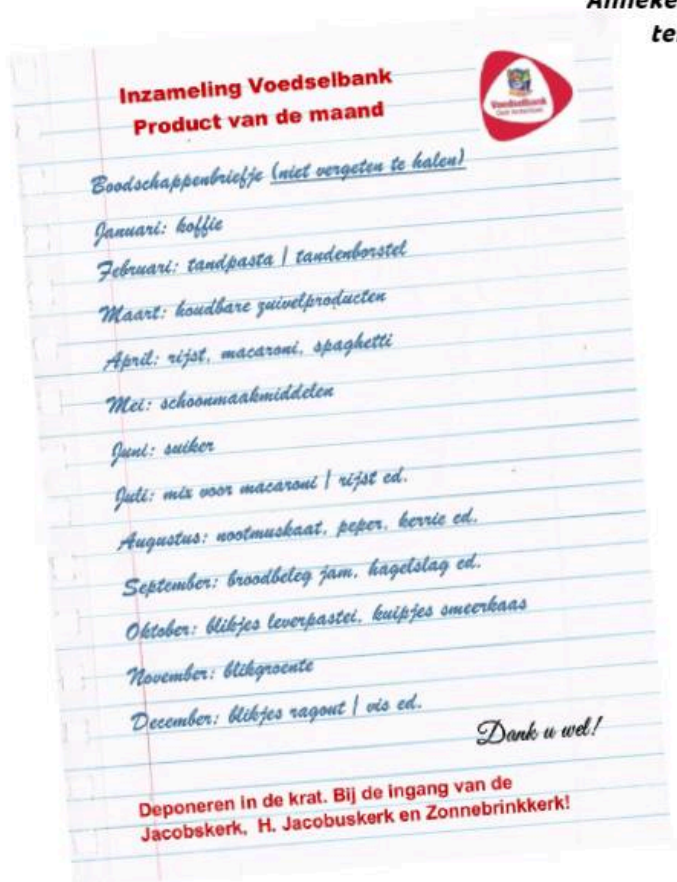 Anneke
Inzameling Voedselbank
Product van de maand
Voedselbank
Boodschappenbriefje (niet vergeten te halen)
Januari: koffie
Februari: tandpasta | tandenborstel
Maart: houdbare zuivelproducten
April: rijst, macaroni, spaghetti
Mei: schoonmaakmiddelen
Juni: suiker
Juli: mix voor macaroni | rijst ed.
Augustus: nootmuskaat, peper, kerrie ed.
September: broodbeleg jam, hagelslag ed.
Oktober: blikjes leverpastei, kuipjes smeerkaas
November: blikgroente
December: blikjes ragout | vis ed.
Dank u wel!
Deponeren in de krat. Bij de ingang van de
Jacobskerk, H. Jacobuskerk en Zonnebrinkkerk!